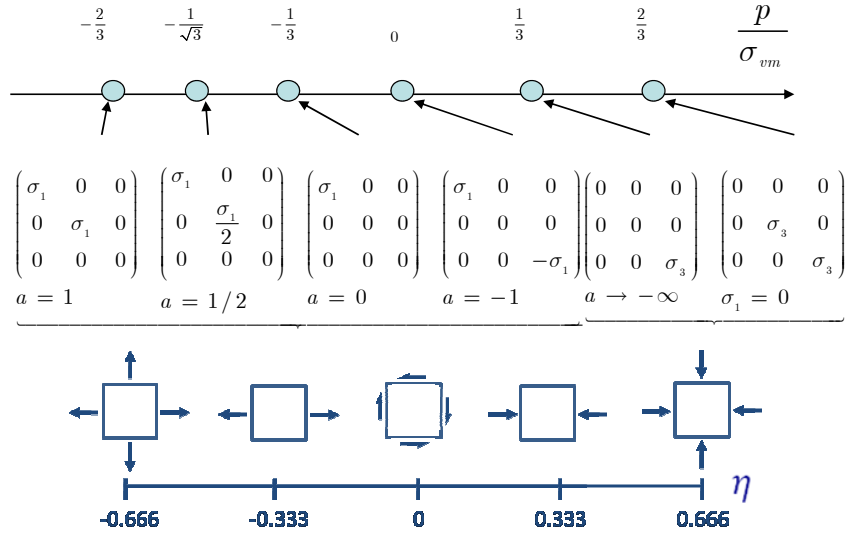 -2/3 -1/√3 -1/3 0 1/3 2/3 p/σvm
σ1 0 0 σ1 0 0 σ1 0 0 σ1 0 0 0 0 0 0 0 0
0 σ1 0 0 σ1/2 0 0 0 0 0 0 0 0 0 0 0 σ3 0
0 0 0 0 0 0 0 0 0 0 0 -σ1 0 0 σ3 0 0 σ3
a = 1 a = 1/2 a = 0 a = -1 a → -∞ σ1 = 0
η
-0.666 -0.333 0 0.333 0.666